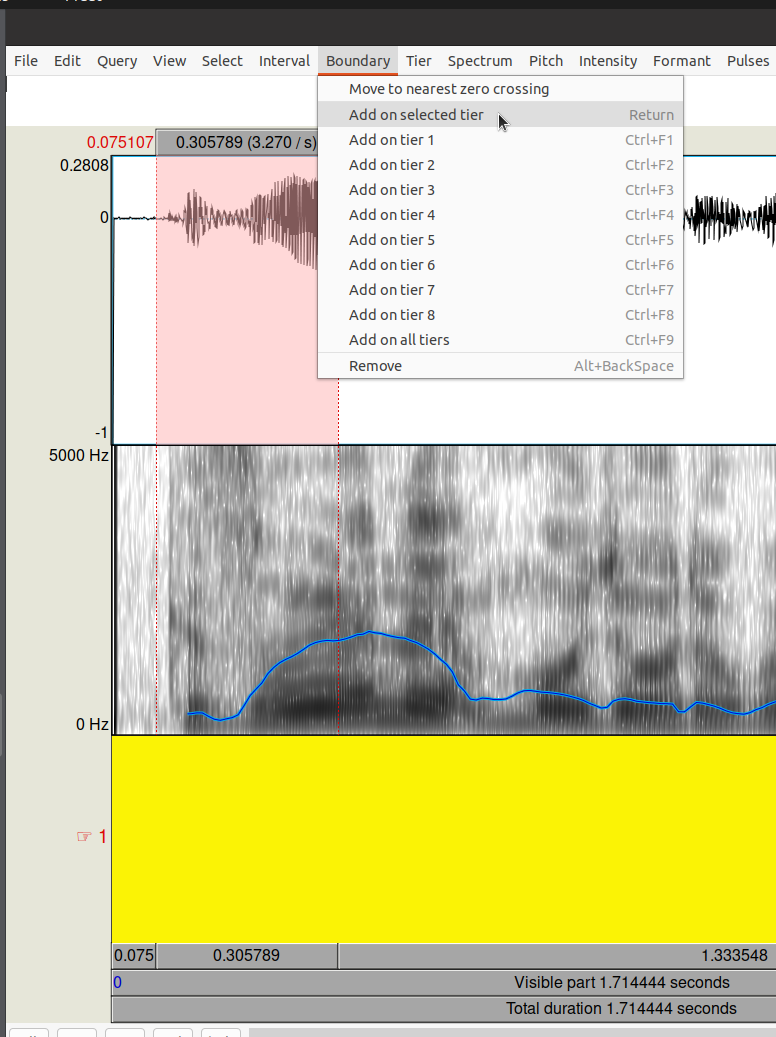 File Edit Query View Select Interval Boundary Tier Spectrum Pitch Intensity Formant Pulses
Move to nearest zero crossing
Add on selected tier Return
Add on tier 1 Ctrl+F1
Add on tier 2 Ctrl+F2
Add on tier 3 Ctrl+F3
Add on tier 4 Ctrl+F4
Add on tier 5 Ctrl+F5
Add on tier 6 Ctrl+F6
Add on tier 7 Ctrl+F7
Add on tier 8 Ctrl+F8
Add on all tiers Ctrl+F9
Remove Alt+BackSpace
0.075107 0.305789 (3.270 / s)
0.2808
0
-1
5000 Hz
0 Hz
☞ 1
0.075 0.305789 1.333548
0 Visible part 1.714444 seconds
Total duration 1.714444 seconds